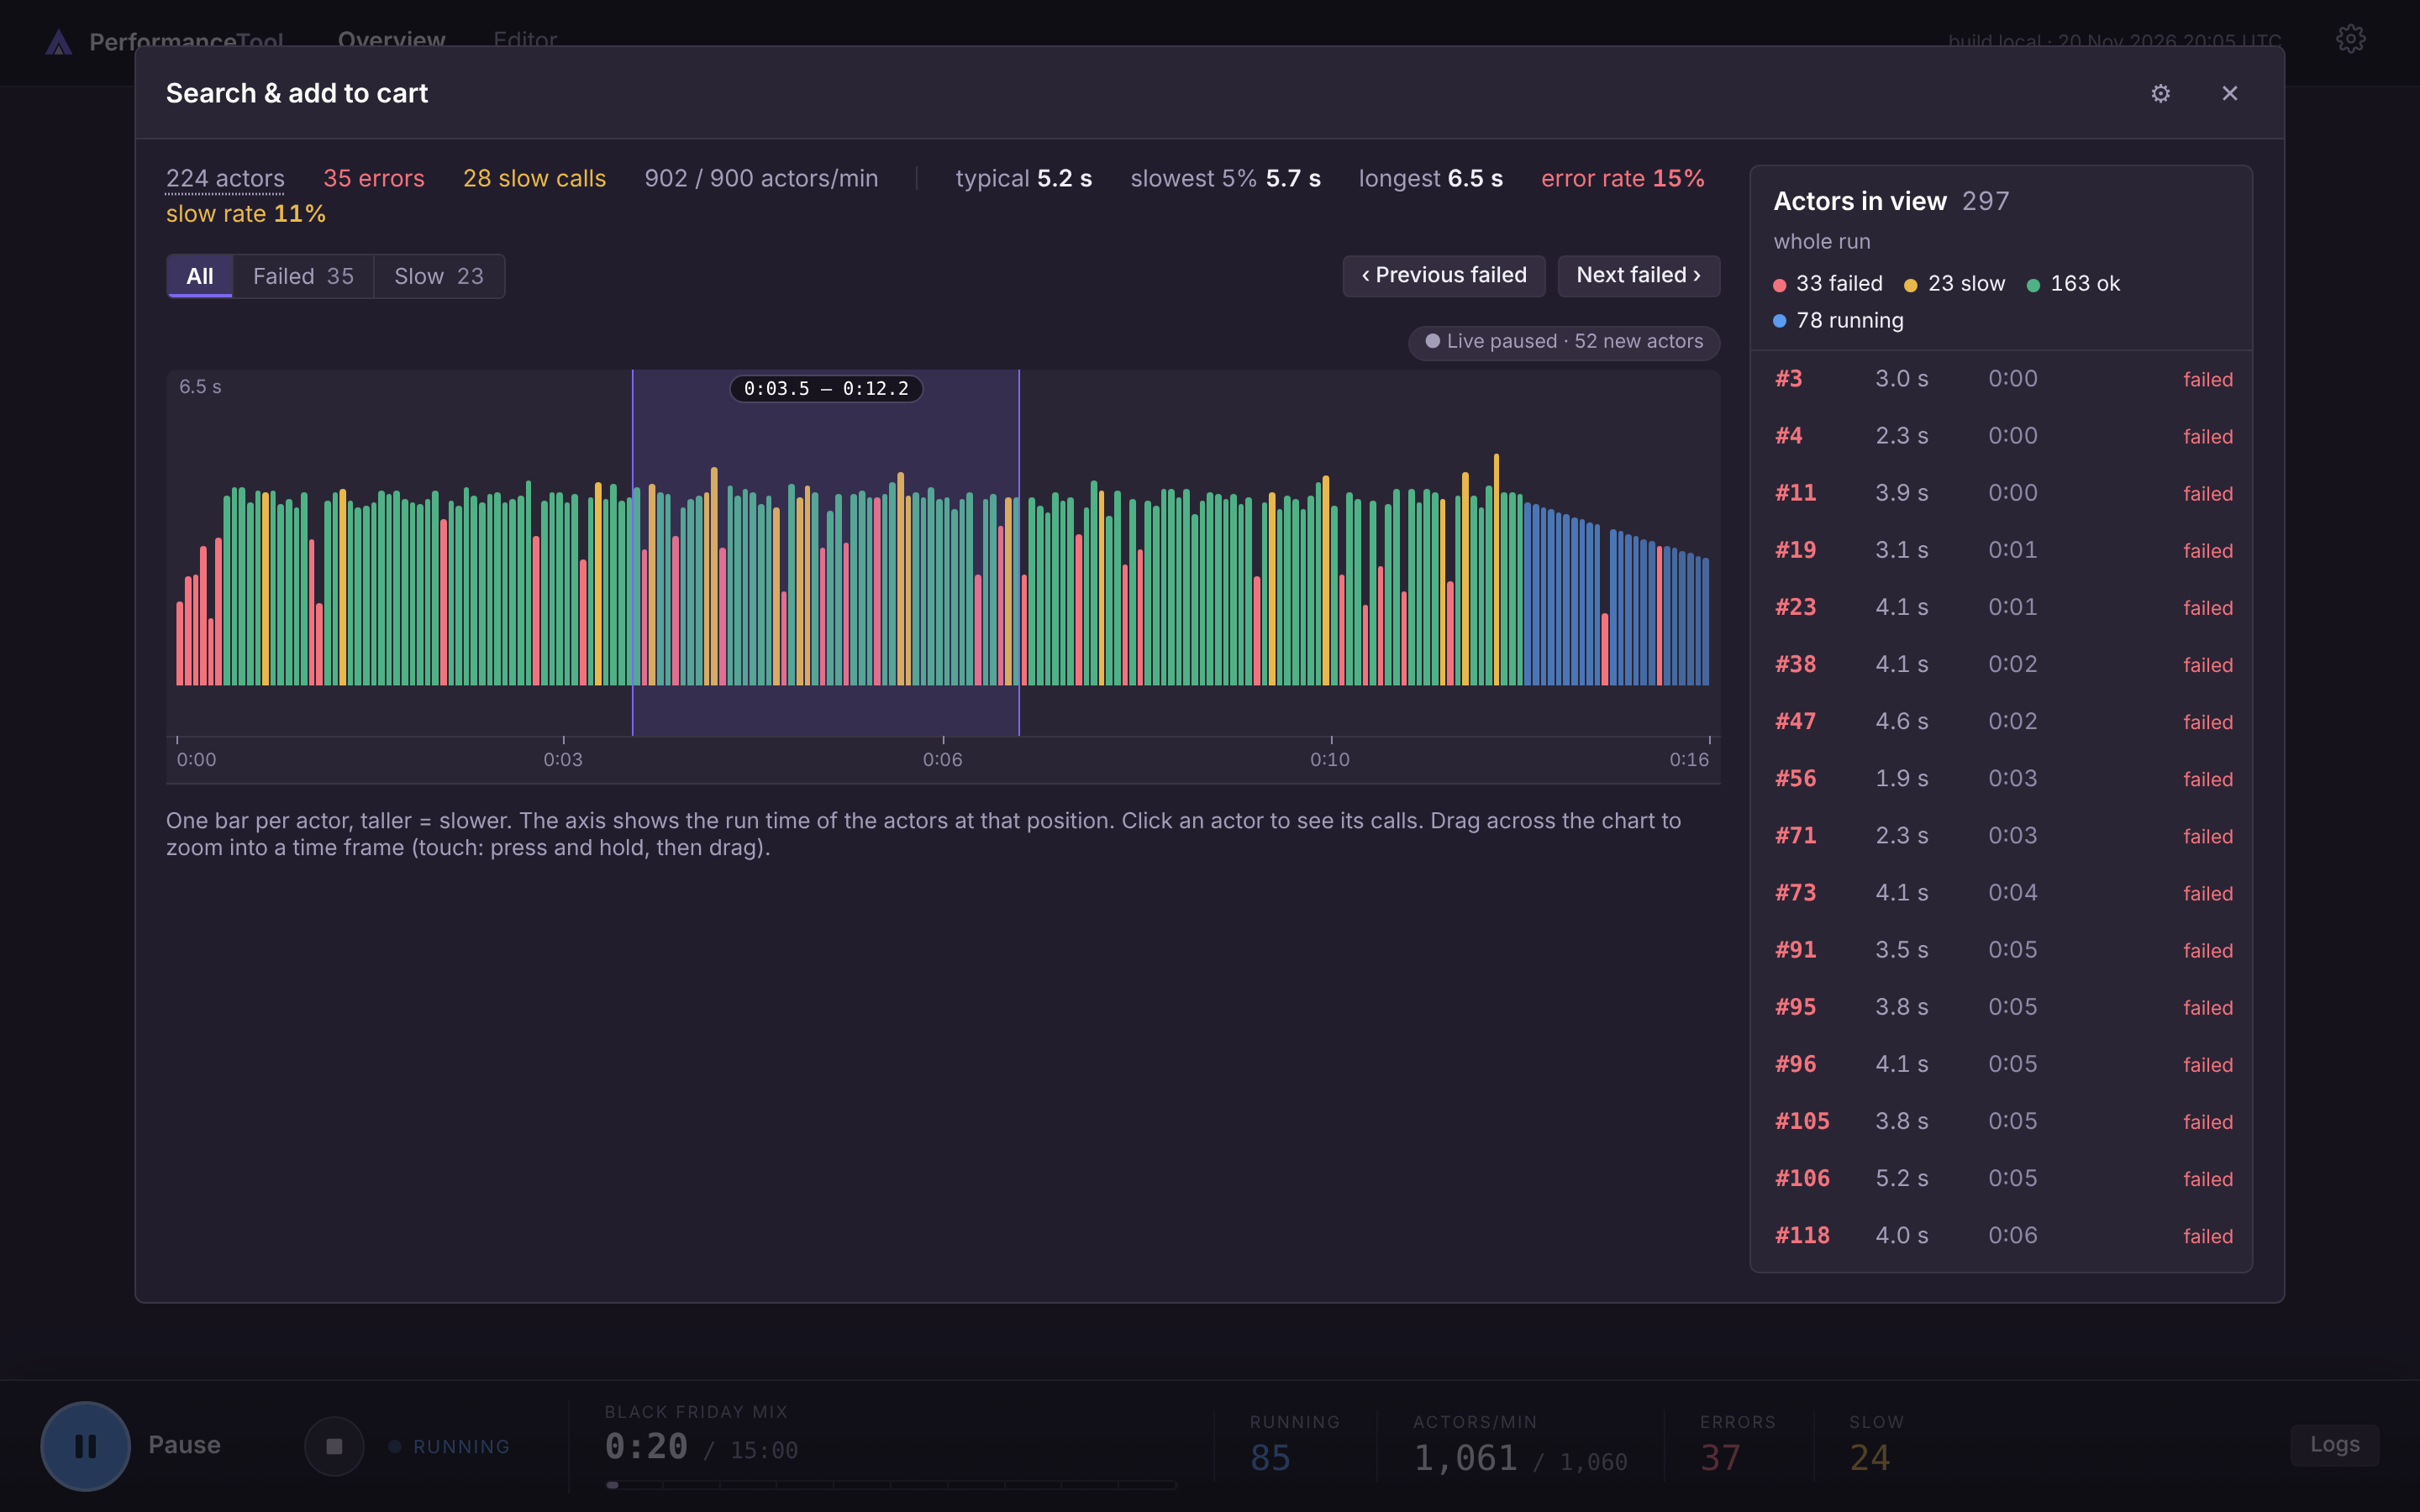 PerformanceTool Overview Editor build local · 20 Nov 2026 20:05 UTC
Search & add to cart
224 actors 35 errors 28 slow calls 902 / 900 actors/min typical 5.2 s slowest 5% 5.7 s longest 6.5 s error rate 15%
slow rate 11%
All Failed 35 Slow 23 ‹ Previous failed Next failed ›
Live paused · 52 new actors
6.5 s
0:03.5 — 0:12.2
0:00 0:03 0:06 0:10 0:16
One bar per actor, taller = slower. The axis shows the run time of the actors at that position. Click an actor to see its calls. Drag across the chart to
zoom into a time frame (touch: press and hold, then drag).
Actors in view 297
whole run
33 failed 23 slow 163 ok
78 running
#3 3.0 s 0:00 failed
#4 2.3 s 0:00 failed
#11 3.9 s 0:00 failed
#19 3.1 s 0:01 failed
#23 4.1 s 0:01 failed
#38 4.1 s 0:02 failed
#47 4.6 s 0:02 failed
#56 1.9 s 0:03 failed
#71 2.3 s 0:03 failed
#73 4.1 s 0:04 failed
#91 3.5 s 0:05 failed
#95 3.8 s 0:05 failed
#96 4.1 s 0:05 failed
#105 3.8 s 0:05 failed
#106 5.2 s 0:05 failed
#118 4.0 s 0:06 failed
Pause
RUNNING
BLACK FRIDAY MIX
0:20 / 15:00
RUNNING
85
ACTORS/MIN
1,061 / 1,060
ERRORS
37
SLOW
24
Logs